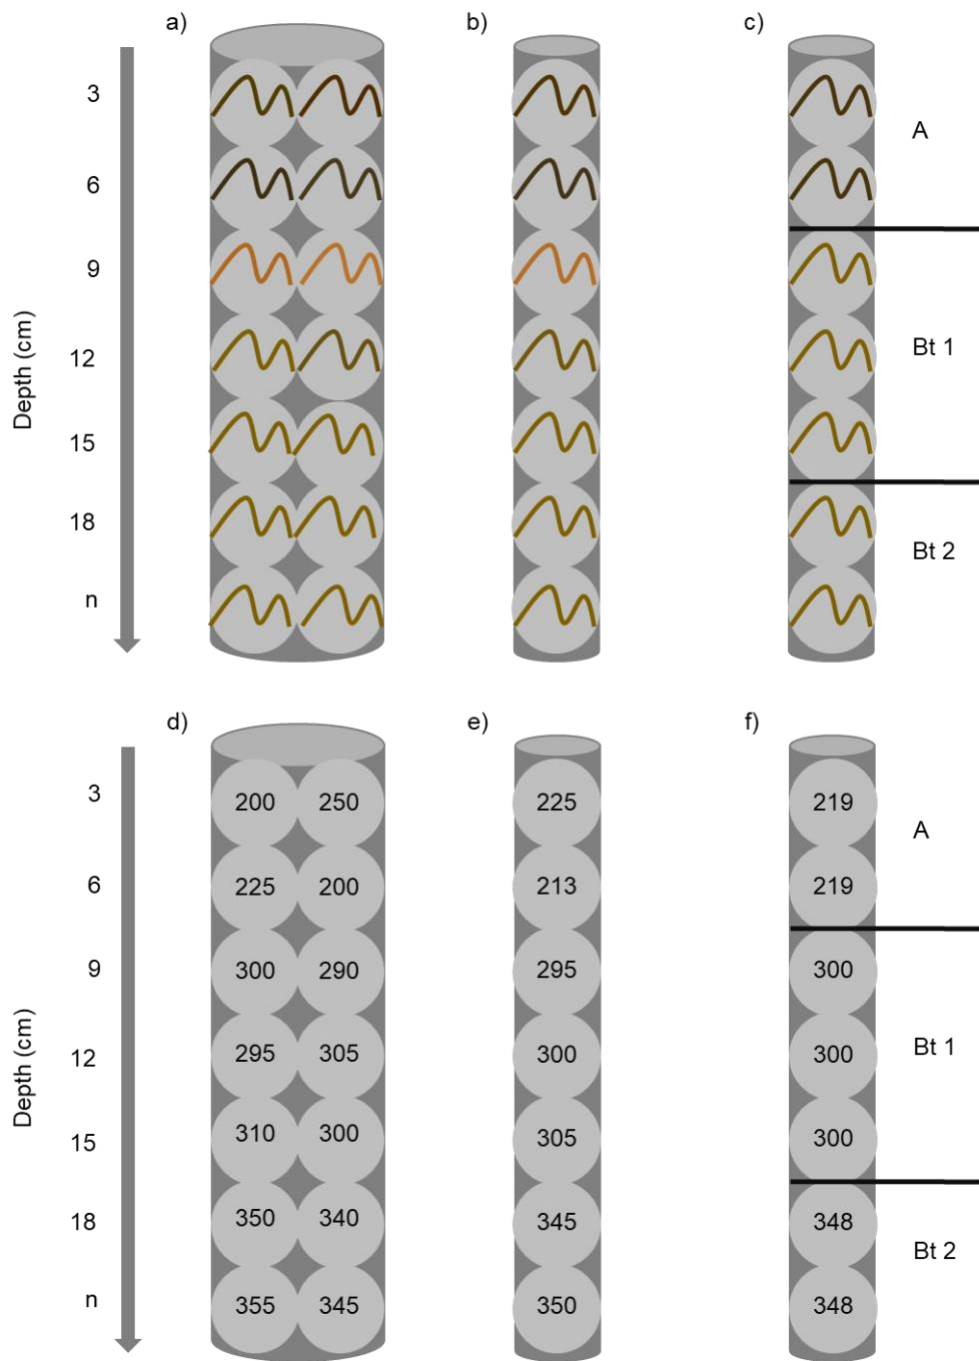 a) b) c)
3
A
6
9
Bt 1
12
15
18
Bt 2
n
Depth (cm)
d) e) f)
3 200 250 225 219
A
6 225 200 213 219
9 300 290 295 300
Bt 1
12 295 305 300 300
15 310 300 305 300
18 350 340 345 348
Bt 2
n 355 345 350 348
Depth (cm)